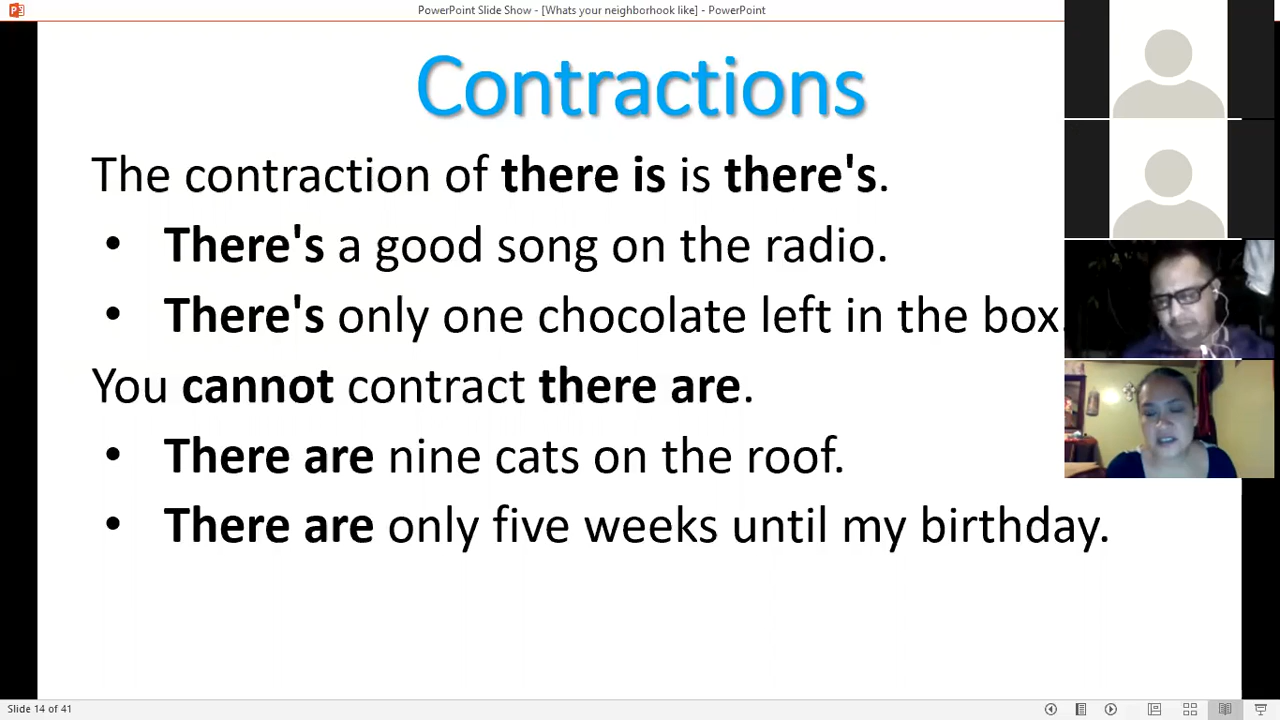 PowerPoint Slide Show - [Whats your neighborhook like] - PowerPoint
Contractions
The contraction of there is is there's.
• There's a good song on the radio.
• There's only one chocolate left in the box.
You cannot contract there are.
• There are nine cats on the roof.
• There are only five weeks until my birthday.
Slide 14 of 41